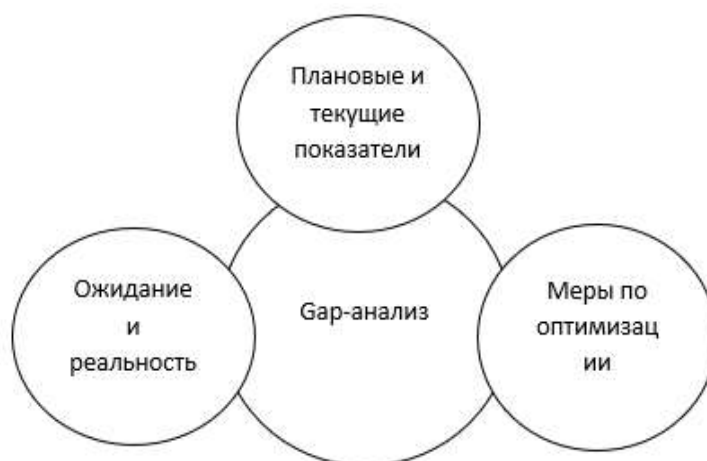 Плановые и
текущие
показатели
Ожидание
и
реальность
Gap-анализ
Меры по
оптимизац
ии